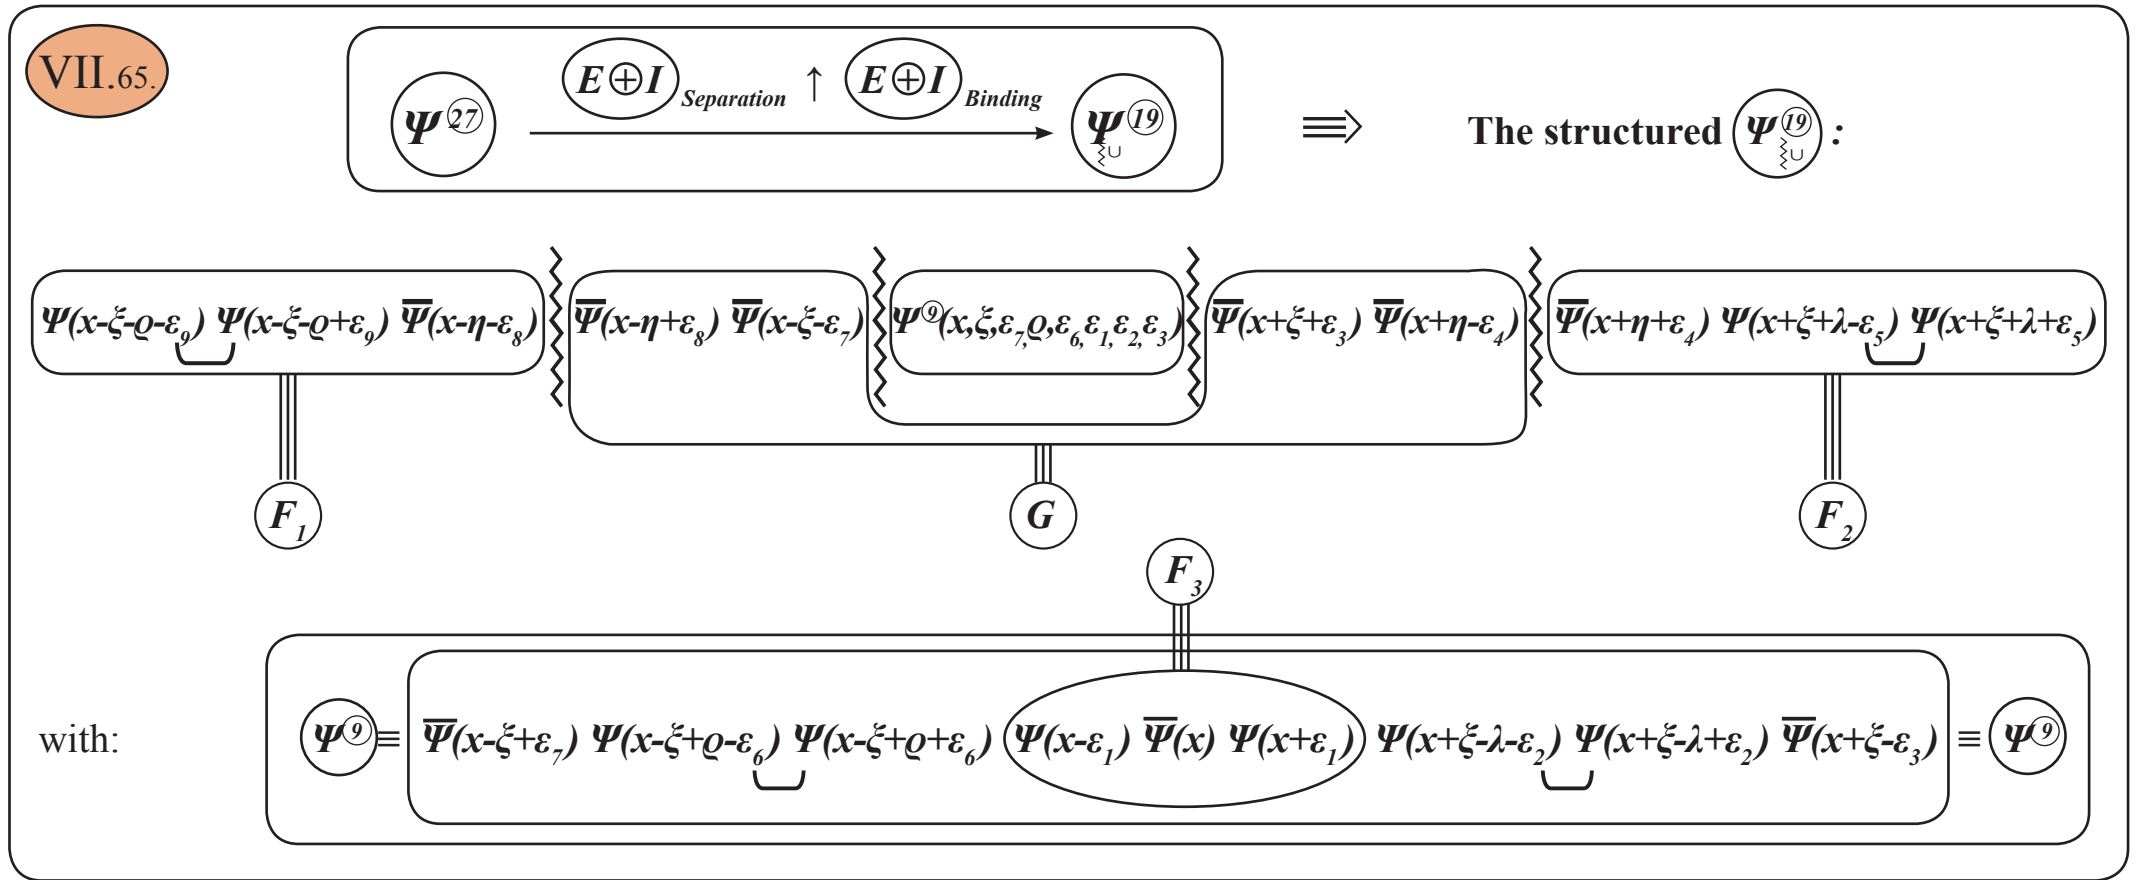 VII.65.
E⊕I Separation ↑ E⊕I Binding
Ψ⑲ ⟹ The structured Ψ⑲ :
Ψ㉗
Ψ(x-ξ-ϱ-ε₉) Ψ(x-ξ-ϱ+ε₉) Ψ̅(x-η-ε₈) Ψ̅(x-η+ε₈) Ψ̅(x-ξ-ε₇) Ψ⑨(x,ξ,ε₇,ϱ,ε₆,ε₁,ε₂,ε₃) Ψ̅(x+ξ+ε₃) Ψ̅(x+η-ε₄) Ψ̅(x+η+ε₄) Ψ(x+ξ+λ-ε₅) Ψ(x+ξ+λ+ε₅)
F₁ G F₂
F₃
with: Ψ⑨ ≡ Ψ̅(x-ξ+ε₇) Ψ(x-ξ+ϱ-ε₆) Ψ(x-ξ+ϱ+ε₆) Ψ(x-ε₁) Ψ̅(x) Ψ(x+ε₁) Ψ(x+ξ-λ-ε₂) Ψ(x+ξ-λ+ε₂) Ψ̅(x+ξ-ε₃) ≡ Ψ⑨